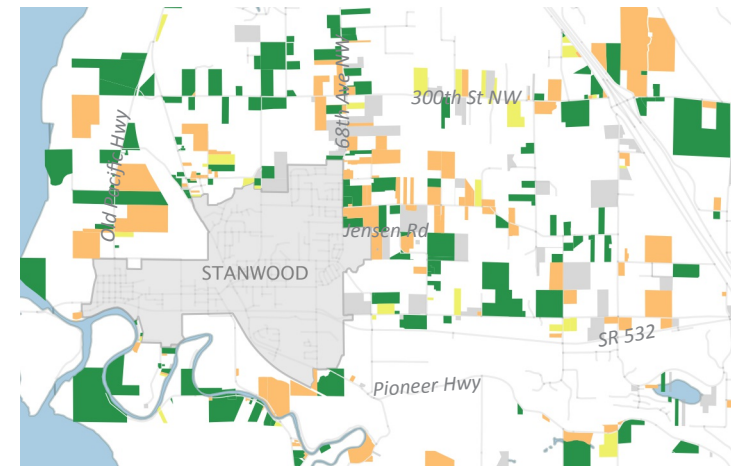 68th Ave NW
300th St NW
Old Pacific Hwy
Jensen Rd
STANWOOD
SR 532
Pioneer Hwy